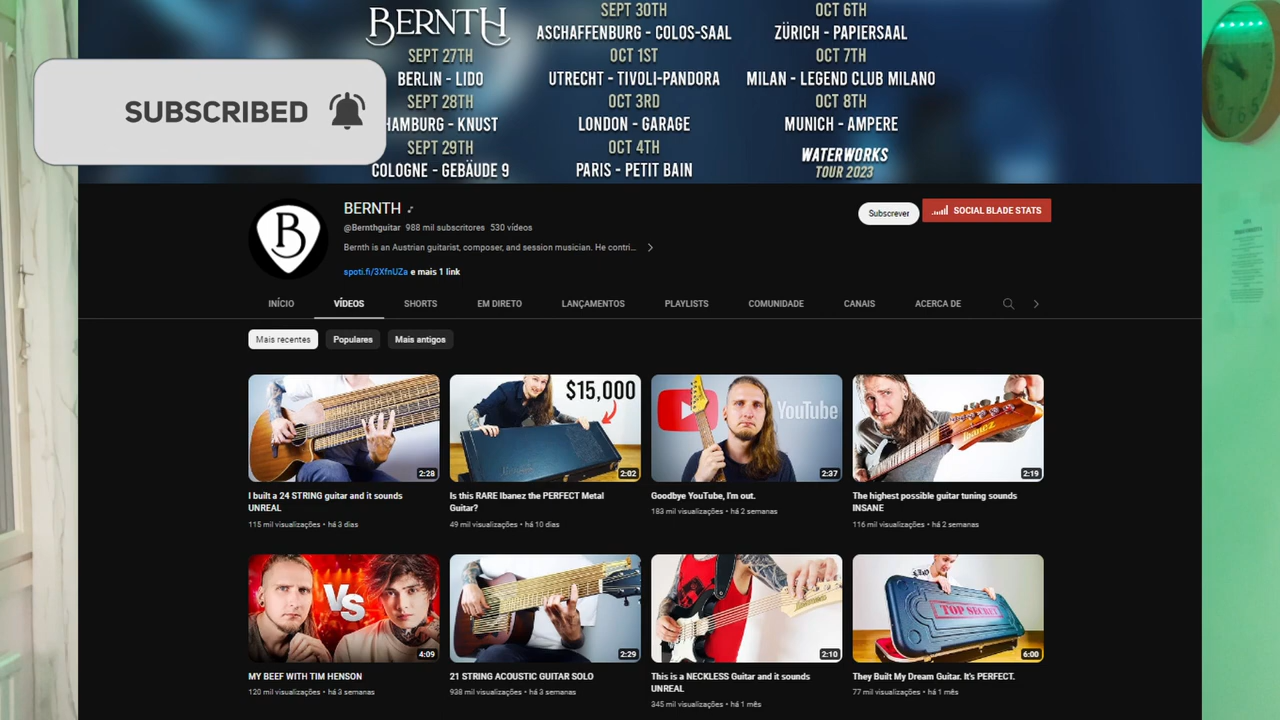 BERNTH
SEPT 27TH
BERLIN - LIDO
SEPT 28TH
HAMBURG - KNUST
SEPT 29TH
COLOGNE - GEBÄUDE 9
SEPT 30TH
ASCHAFFENBURG - COLOS-SAAL
OCT 1ST
UTRECHT - TIVOLI-PANDORA
OCT 3RD
LONDON - GARAGE
OCT 4TH
PARIS - PETIT BAIN
OCT 6TH
ZÜRICH - PAPIERSAAL
OCT 7TH
MILAN - LEGEND CLUB MILANO
OCT 8TH
MUNICH - AMPERE
WATERWORKS
TOUR 2023
SUBSCRIBED
B
BERNTH
@Bernthguitar 988 mil subscritores 530 vídeos
Bernth is an Austrian guitarist, composer, and session musician. He contri...
spoti.fi/3XfnUZa e mais 1 link
Subscrever
SOCIAL BLADE STATS
INÍCIO VÍDEOS SHORTS EM DIRETO LANÇAMENTOS PLAYLISTS COMUNIDADE CANAIS ACERCA DE
Mais recentes Populares Mais antigos
2:28
I built a 24 STRING guitar and it sounds
UNREAL
115 mil visualizações • há 3 dias
$15,000
2:02
Is this RARE Ibanez the PERFECT Metal
Guitar?
49 mil visualizações • há 10 dias
YouTube
2:37
Goodbye YouTube, I'm out.
183 mil visualizações • há 2 semanas
Ibanez
2:19
The highest possible guitar tuning sounds
INSANE
116 mil visualizações • há 2 semanas
VS
4:09
MY BEEF WITH TIM HENSON
120 mil visualizações • há 3 semanas
2:29
21 STRING ACOUSTIC GUITAR SOLO
938 mil visualizações • há 3 semanas
2:10
This is a NECKLESS Guitar and it sounds
UNREAL
345 mil visualizações • há 1 mês
TOP SECRET
6:00
They Built My Dream Guitar. It's PERFECT.
77 mil visualizações • há 1 mês